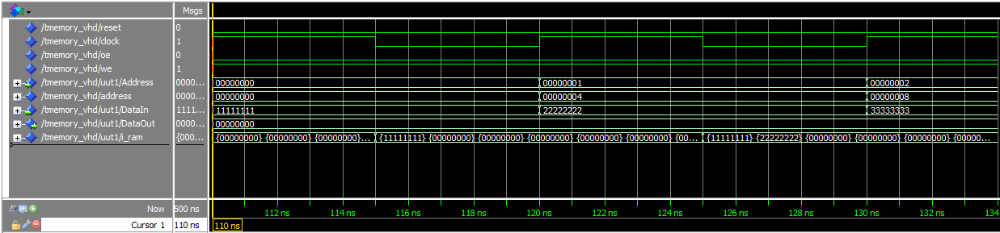 Msgs
/tmemory_vhd/reset 0
/tmemory_vhd/clock 1
/tmemory_vhd/oe 0
/tmemory_vhd/we 1
/tmemory_vhd/uut1/Address 0000... 00000000 00000001 00000002
/tmemory_vhd/address 0000... 00000000 00000004 00000008
/tmemory_vhd/uut1/DataIn 1111... 11111111 22222222 33333333
/tmemory_vhd/uut1/DataOut 0000... 00000000
/tmemory_vhd/uut1/i_ram {000... {00000000} {00000000} {00000000}... {11111111} {00000000} {00000000} {00000000} {00000000} {00000000} {00... {11111111} {22222222} {00000000} {00000000} {00000000} {00000...
Now 500 ns 112 ns 114 ns 116 ns 118 ns 120 ns 122 ns 124 ns 126 ns 128 ns 130 ns 132 ns 134
Cursor 1 110 ns 110 ns